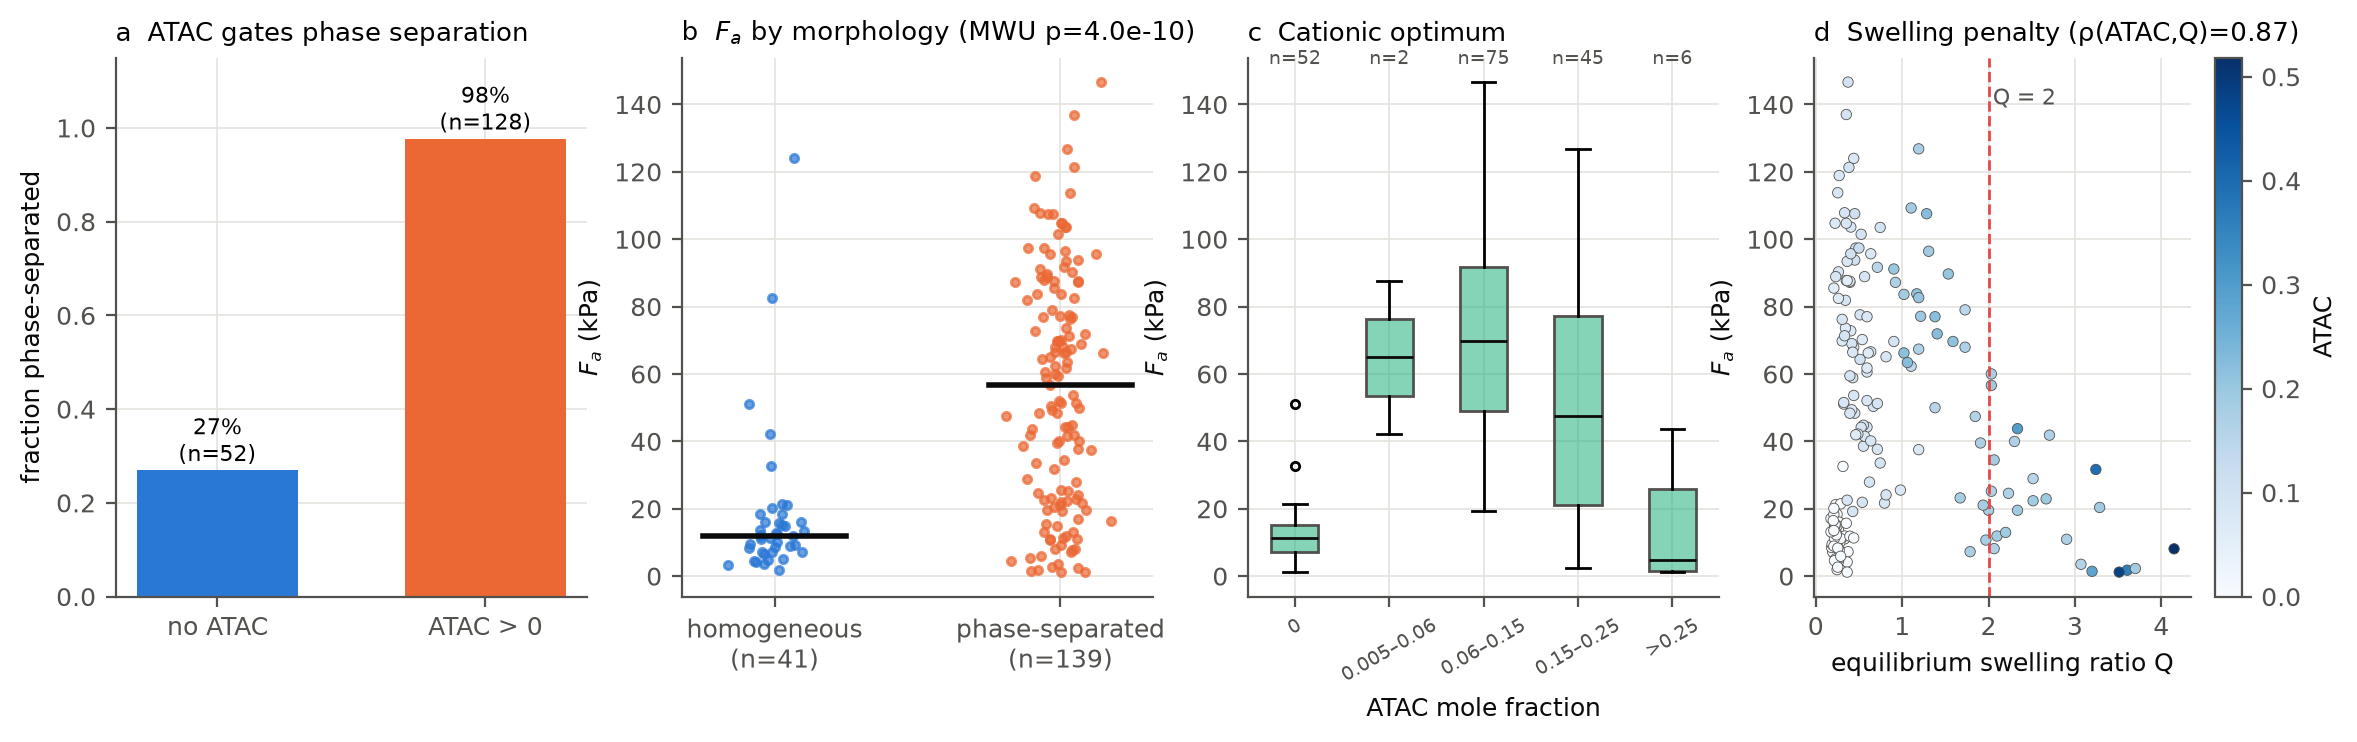 a  ATAC gates phase separation
fraction phase-separated
1.0
0.8
0.6
0.4
0.2
0.0
27%
(n=52)
98%
(n=128)
no ATAC
ATAC > 0
b  Fₐ by morphology (MWU p=4.0e-10)
Fₐ (kPa)
140
120
100
80
60
40
20
0
homogeneous
(n=41)
phase-separated
(n=139)
c  Cationic optimum
n=52
n=2
n=75
n=45
n=6
Fₐ (kPa)
140
120
100
80
60
40
20
0
0
0.005–0.06
0.06–0.15
0.15–0.25
>0.25
ATAC mole fraction
d  Swelling penalty (ρ(ATAC,Q)=0.87)
Fₐ (kPa)
140
120
100
80
60
40
20
0
Q = 2
0
1
2
3
4
equilibrium swelling ratio Q
0.5
0.4
0.3
0.2
0.1
0.0
ATAC